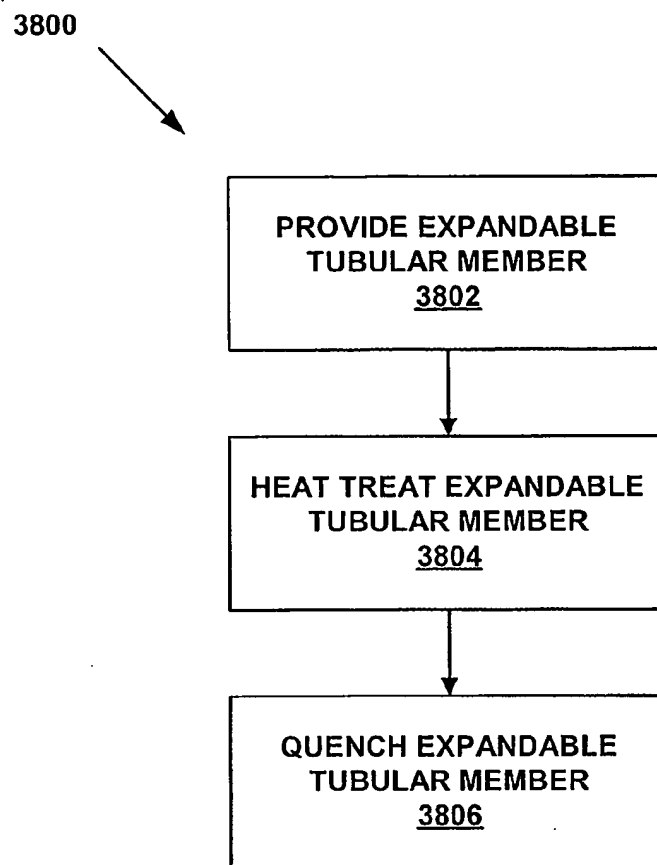 3800
PROVIDE EXPANDABLE
TUBULAR MEMBER
3802
HEAT TREAT EXPANDABLE
TUBULAR MEMBER
3804
QUENCH EXPANDABLE
TUBULAR MEMBER
3806